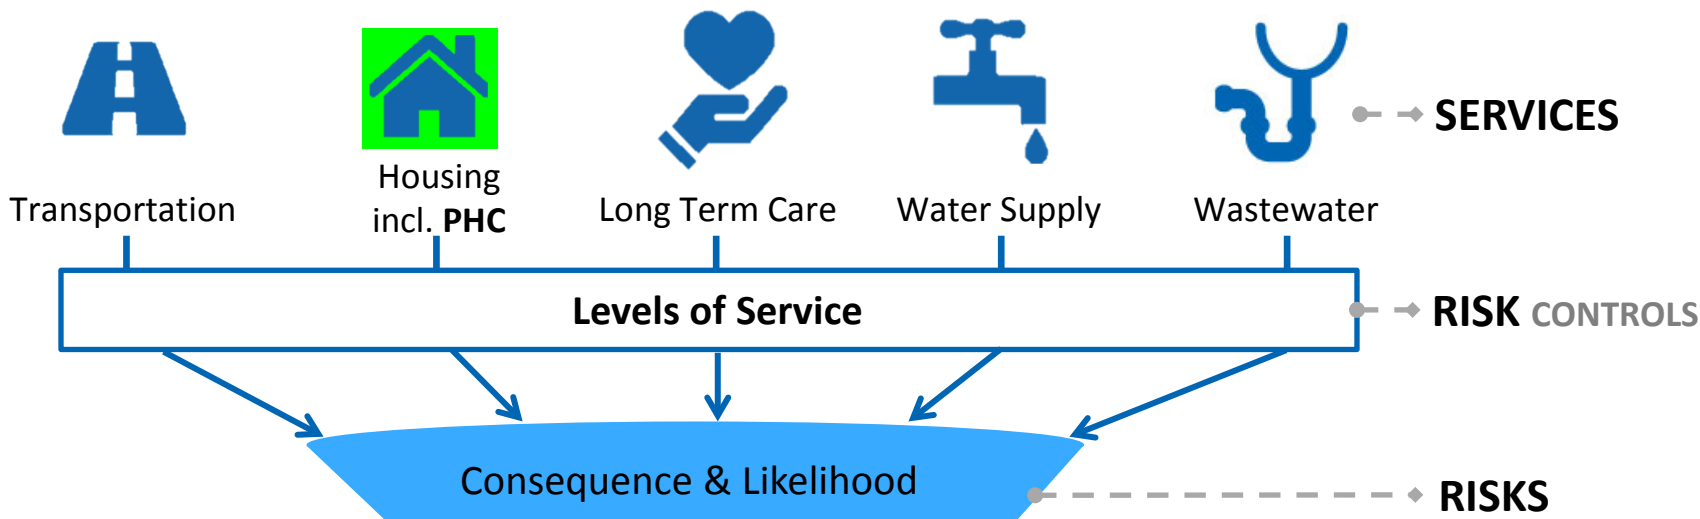 SERVICES
Transportation
Housing
incl. PHC
Long Term Care
Water Supply
Wastewater
Levels of Service
RISK CONTROLS
Consequence & Likelihood
RISKS